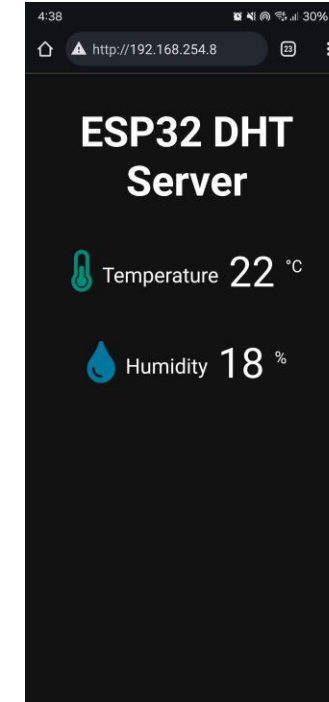 4:38
30%
http://192.168.254.8
23
ESP32 DHT
Server
Temperature 22 °C
Humidity 18 %